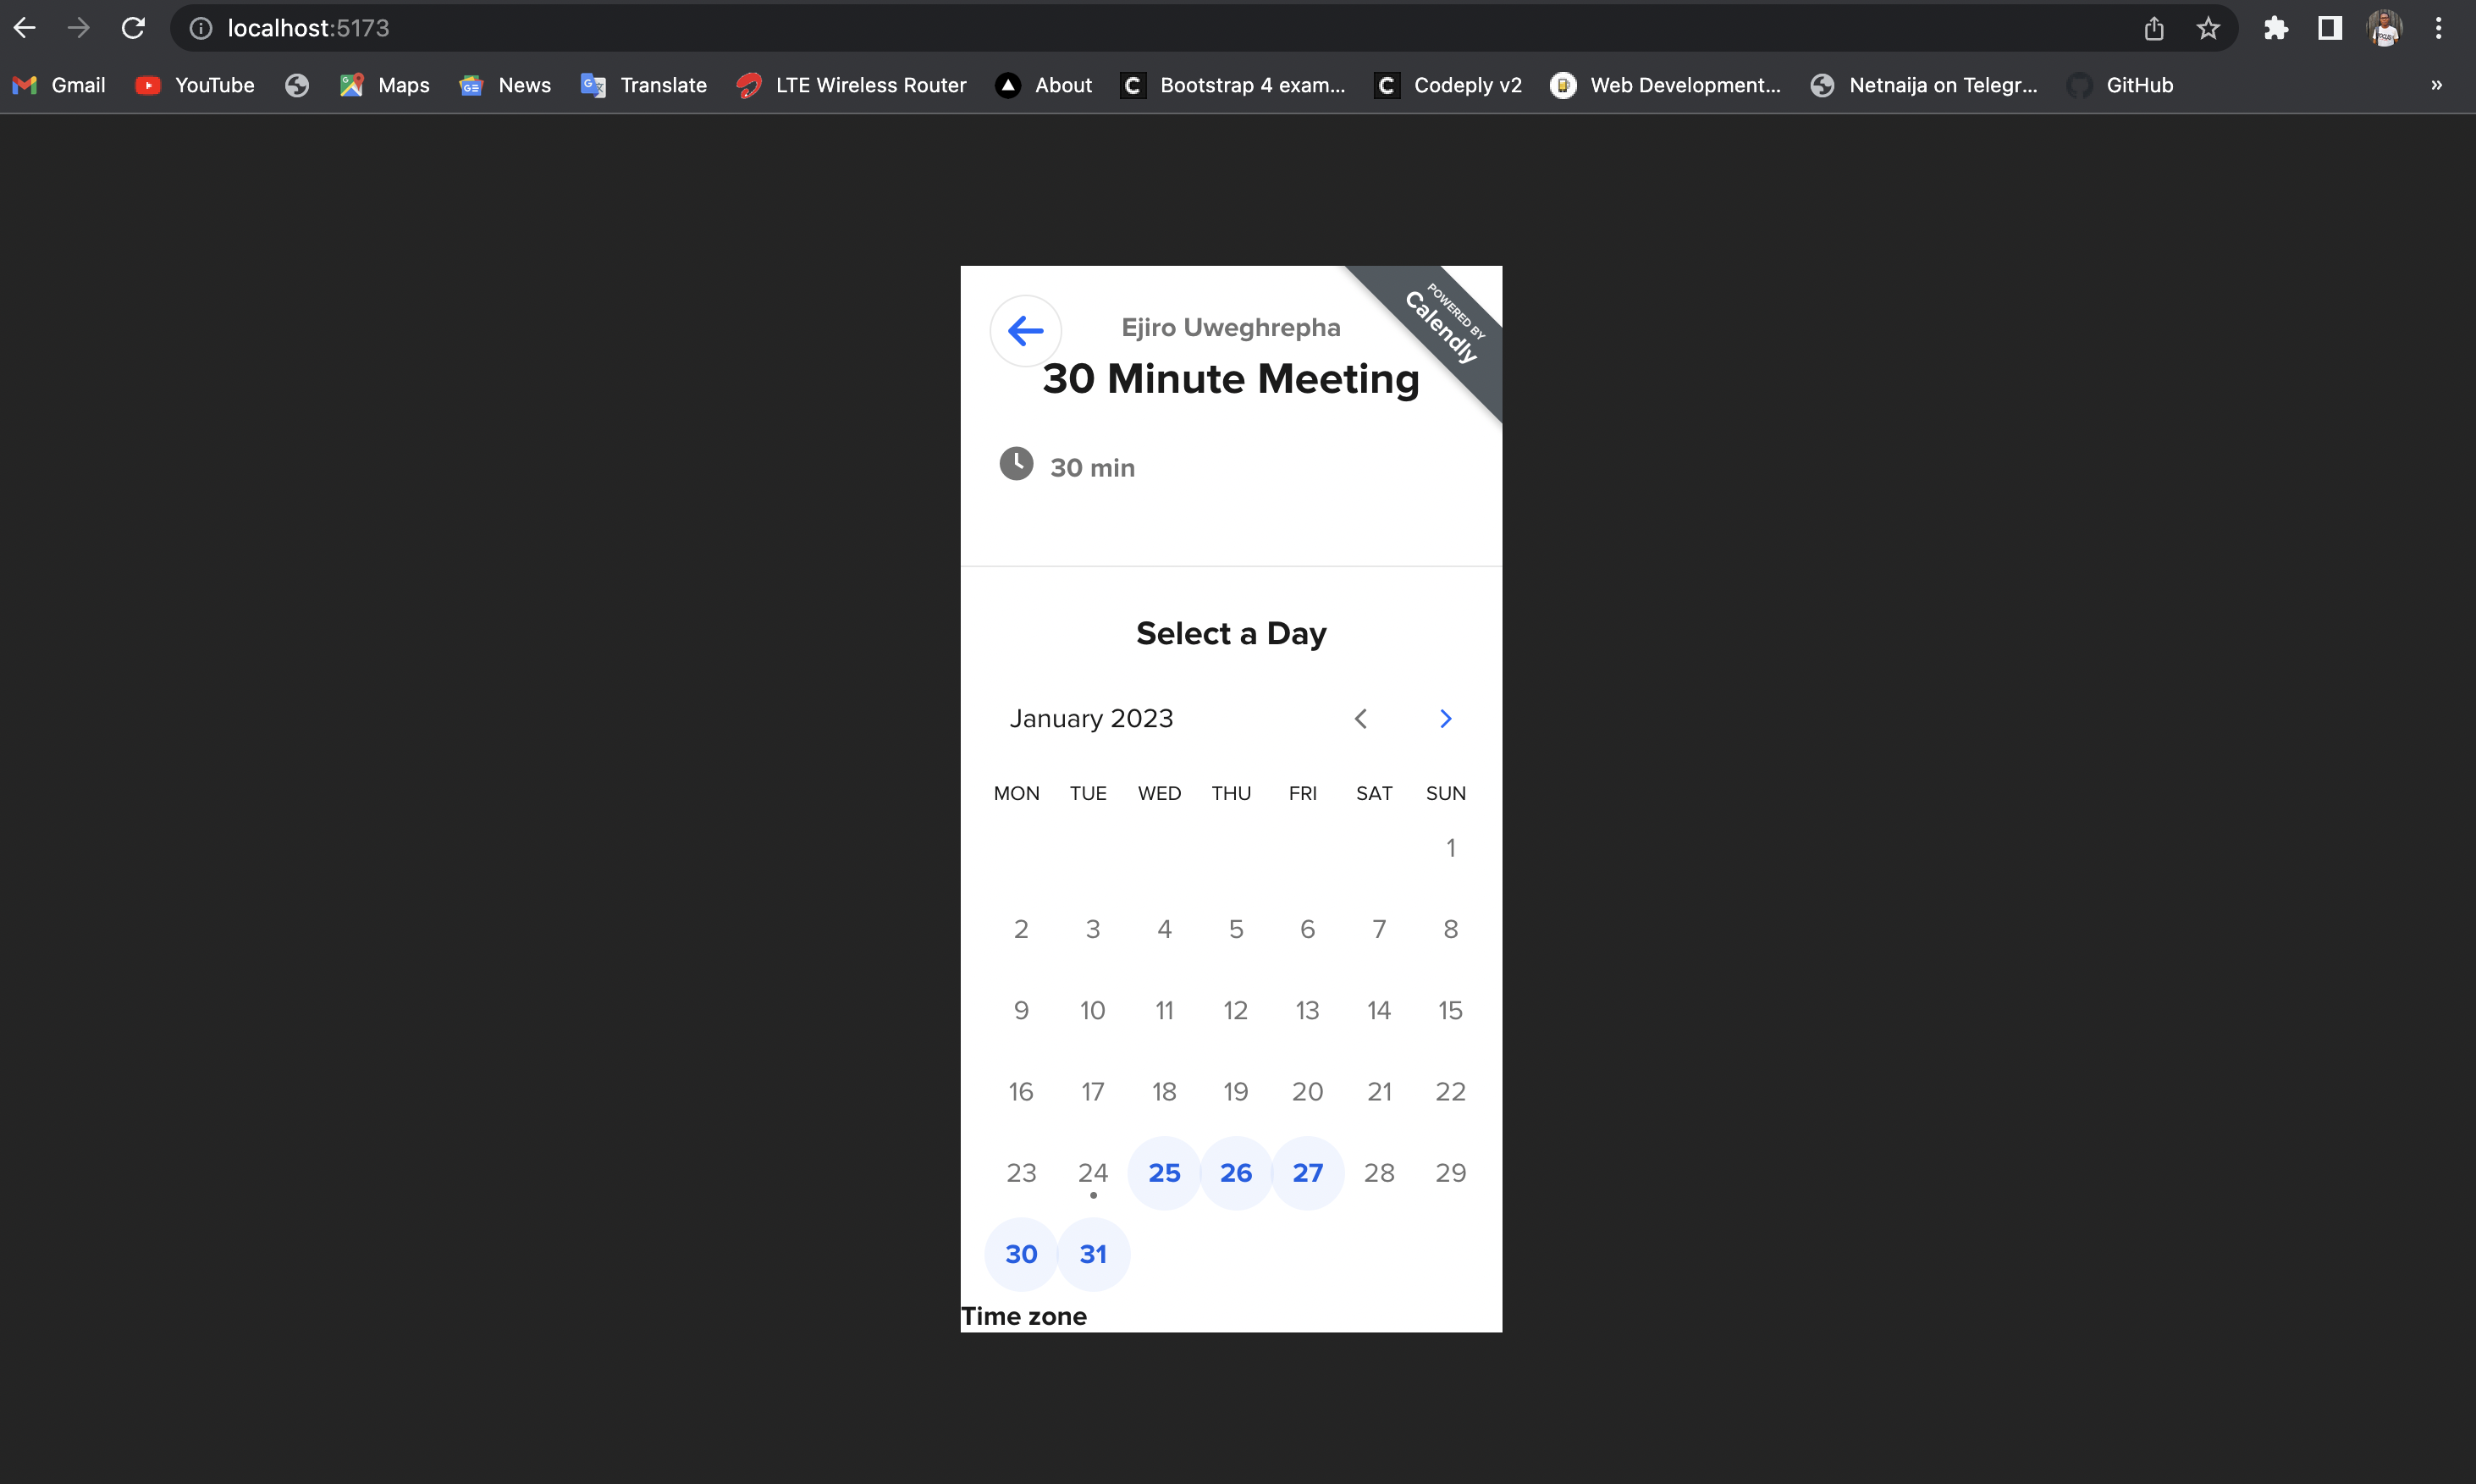 localhost:5173
Gmail YouTube Maps News Translate LTE Wireless Router About Bootstrap 4 exam... Codeply v2 Web Development... Netnaija on Telegr... GitHub »
POWERED BY
Calendly
Ejiro Uweghrepha
30 Minute Meeting
30 min
Select a Day
January 2023
MON TUE WED THU FRI SAT SUN
1
2 3 4 5 6 7 8
9 10 11 12 13 14 15
16 17 18 19 20 21 22
23 24 25 26 27 28 29
30 31
Time zone